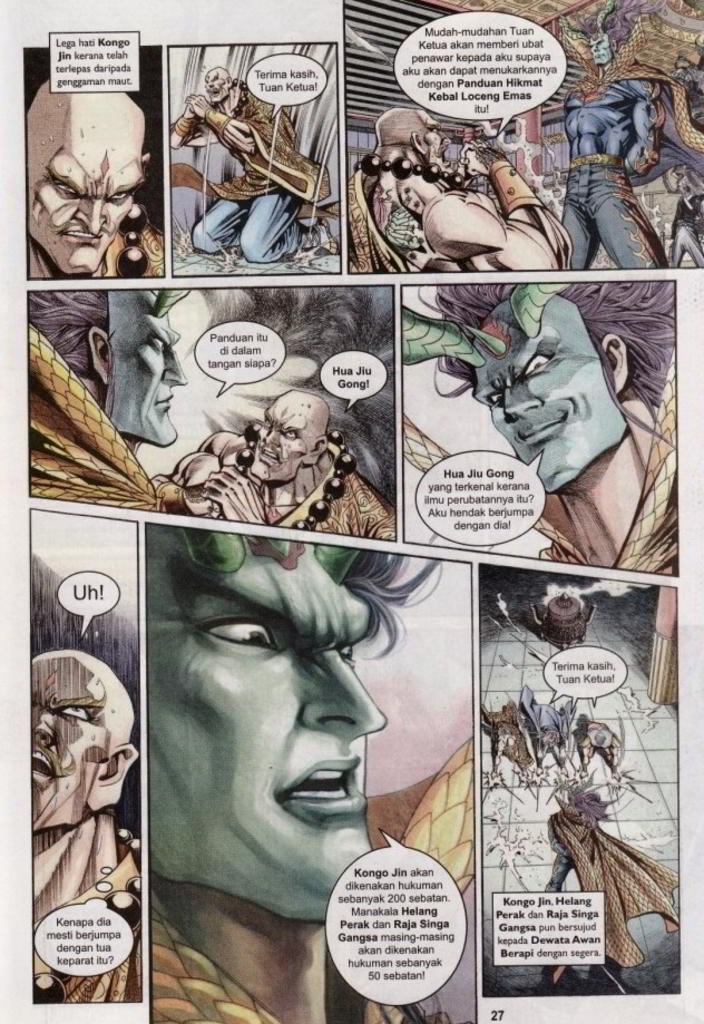 Lega hati Kongo
Jin kerana telah
terlepas daripada
genggaman maut.
Terima kasih,
Tuan Ketua!
Mudah-mudahan Tuan
Ketua akan memberi ubat
penawar kepada aku supaya
aku akan dapat menukarkannya
dengan Panduan Hikmat
Kebal Loceng Emas
itu!
Panduan itu
di dalam
tangan siapa?
Hua Jiu
Gong!
Hua Jiu Gong
yang terkenal kerana
ilmu perubatannya itu?
Aku hendak berjumpa
dengan dia!
Uh!
Kenapa dia
mesti berjumpa
dengan tua
keparat itu?
Kongo Jin akan
dikenakan hukuman
sebanyak 200 sebatan.
Manakala Helang
Perak dan Raja Singa
Gangsa masing-masing
akan dikenakan
hukuman sebanyak
50 sebatan!
Terima kasih,
Tuan Ketua!
Kongo Jin, Helang
Perak dan Raja Singa
Gangsa pun bersujud
kepada Dewata Awan
Berapi dengan segera.
27